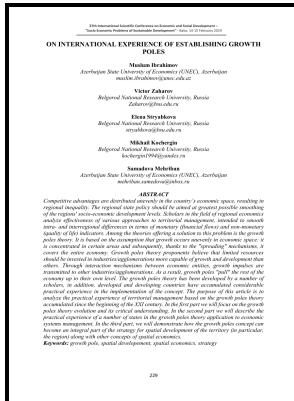 37th International Scientific Conference on Economic and Social Development –
"Socio Economic Problems of Sustainable Development" – Baku, 14-15 February 2019
ON INTERNATIONAL EXPERIENCE OF ESTABLISHING GROWTH
POLES
Muslum Ibrahimov
Azerbaijan State University of Economics (UNEC), Azerbaijan
muslim.ibrahimov@unec.edu.az
Victor Zaharov
Belgorod National Research University, Russia
Zaharov@bsu.edu.ru
Elena Stryabkova
Belgorod National Research University, Russia
stryabkova@bsu.edu.ru
Mikhail Kochergin
Belgorod National Research University, Russia
kochergin1994@yandex.ru
Samadova Mehriban
Azerbaijan State University of Economics (UNEC), Azerbaijan
mehriban.samedova@inbox.ru
ABSTRACT
Competitive advantages are distributed unevenly in the country's economic space, resulting in
regional inequality. The regional state policy should be aimed at greatest possible smoothing
of the regions' socio-economic development levels. Scholars in the field of regional economics
analyze effectiveness of various approaches to territorial management, intended to smooth
intra- and interregional differences in terms of monetary (financial flows) and non-monetary
(quality of life) indicators. Among the theories offering a solution to this problem is the growth
poles theory. It is based on the assumption that growth occurs unevenly in economic space: it is
concentrated in certain areas and subsequently, thanks to the "spreading" mechanisms, it
covers the entire economy. Growth poles theory proponents believe that limited resources
should be invested in industries/agglomerations more capable of growth and development than
others. Through interaction mechanisms between economic entities, growth impulses are
transmitted to other industries/agglomerations. As a result, growth poles "pull" the rest of the
economy up to their own level. The growth poles theory has been developed by a number of
scholars, in addition, developed and developing countries have accumulated considerable
practical experience in the implementation of the concept. The purpose of this article is to
analyze the practical experience of territorial management based on the growth poles theory
accumulated since the beginning of the XXI century. In the first part we will focus on the growth
poles theory evolution and its critical understanding. In the second part we will describe the
practical experience of a number of states in the growth poles theory application to economic
systems management. In the third part, we will demonstrate how the growth poles concept can
become an integral part of the strategy for spatial development of the territory (in particular,
the region) along with other concepts of spatial economics.
Keywords: growth pole, spatial development, spatial economics, strategy
229